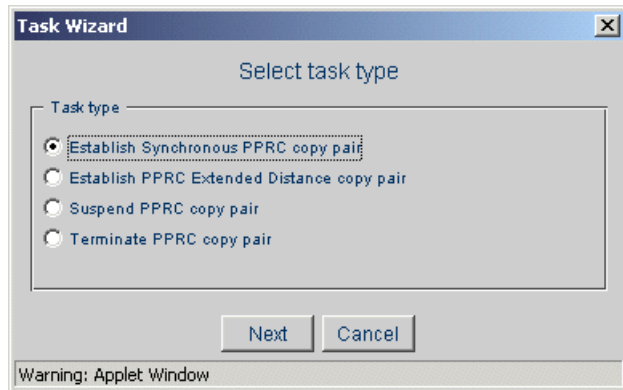 Task Wizard
Select task type
Task type
Establish Synchronous PPRC copy pair
Establish PPRC Extended Distance copy pair
Suspend PPRC copy pair
Terminate PPRC copy pair
Next Cancel
Warning: Applet Window